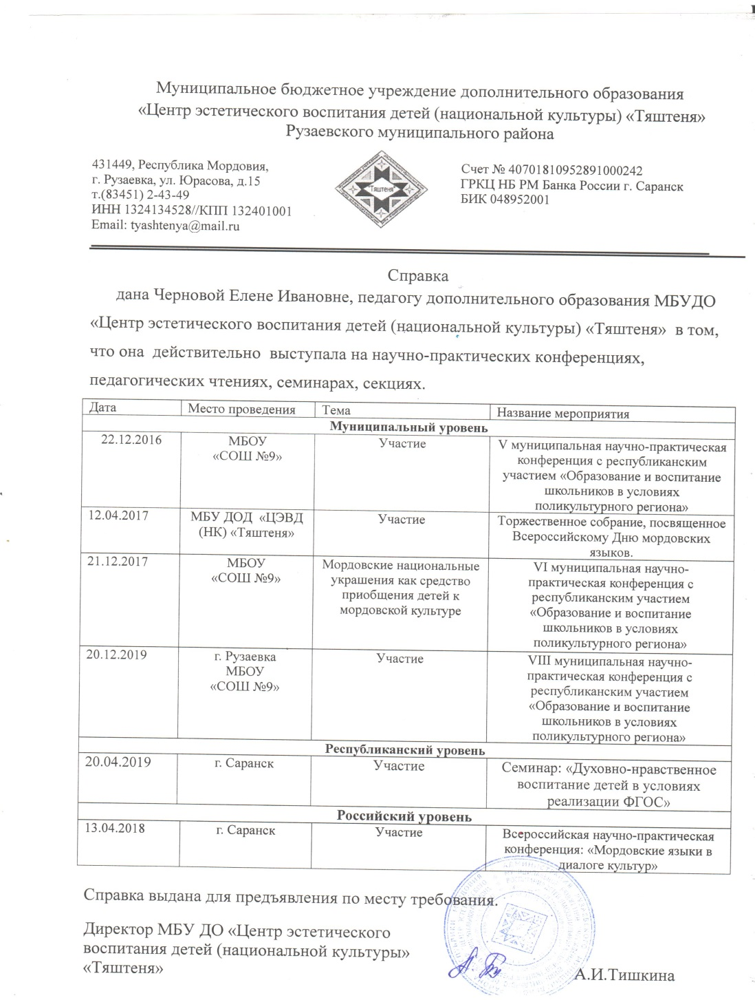 Муниципальное бюджетное учреждение дополнительного образования
«Центр эстетического воспитания детей (национальной культуры) «Тяштеня»
Рузаевского муниципального района
431449, Республика Мордовия,
г. Рузаевка, ул. Юрасова, д.15
т.(83451) 2-43-49
ИНН 1324134528//КПП 132401001
Email: tyashtenya@mail.ru
"Тяштеня"
Счет № 40701810952891000242
ГРКЦ НБ РМ Банка России г. Саранск
БИК 048952001
Справка
дана Черновой Елене Ивановне, педагогу дополнительного образования МБУДО
«Центр эстетического воспитания детей (национальной культуры) «Тяштеня» в том,
что она действительно выступала на научно-практических конференциях,
педагогических чтениях, семинарах, секциях.
Дата Место проведения Тема Название мероприятия
Муниципальный уровень
22.12.2016
МБОУ
«СОШ №9»
Участие
V муниципальная научно-практическая
конференция с республиканским
участием «Образование и воспитание
школьников в условиях
поликультурного региона»
12.04.2017
МБУ ДОД «ЦЭВД
(НК) «Тяштеня»
Участие
Торжественное собрание, посвященное
Всероссийскому Дню мордовских
языков.
21.12.2017
МБОУ
«СОШ №9»
Мордовские национальные
украшения как средство
приобщения детей к
мордовской культуре
VI муниципальная научно-
практическая конференция с
республиканским участием
«Образование и воспитание
школьников в условиях
поликультурного региона»
20.12.2019
г. Рузаевка
МБОУ
«СОШ №9»
Участие
VIII муниципальная научно-
практическая конференция с
республиканским участием
«Образование и воспитание
школьников в условиях
поликультурного региона»
Республиканский уровень
20.04.2019
г. Саранск
Участие
Семинар: «Духовно-нравственное
воспитание детей в условиях
реализации ФГОС»
Российский уровень
13.04.2018
г. Саранск
Участие
Всероссийская научно-практическая
конференция: «Мордовские языки в
диалоге культур»
Справка выдана для предъявления по месту требования.
Директор МБУ ДО «Центр эстетического
воспитания детей (национальной культуры»
«Тяштеня»
А.И.Тишкина